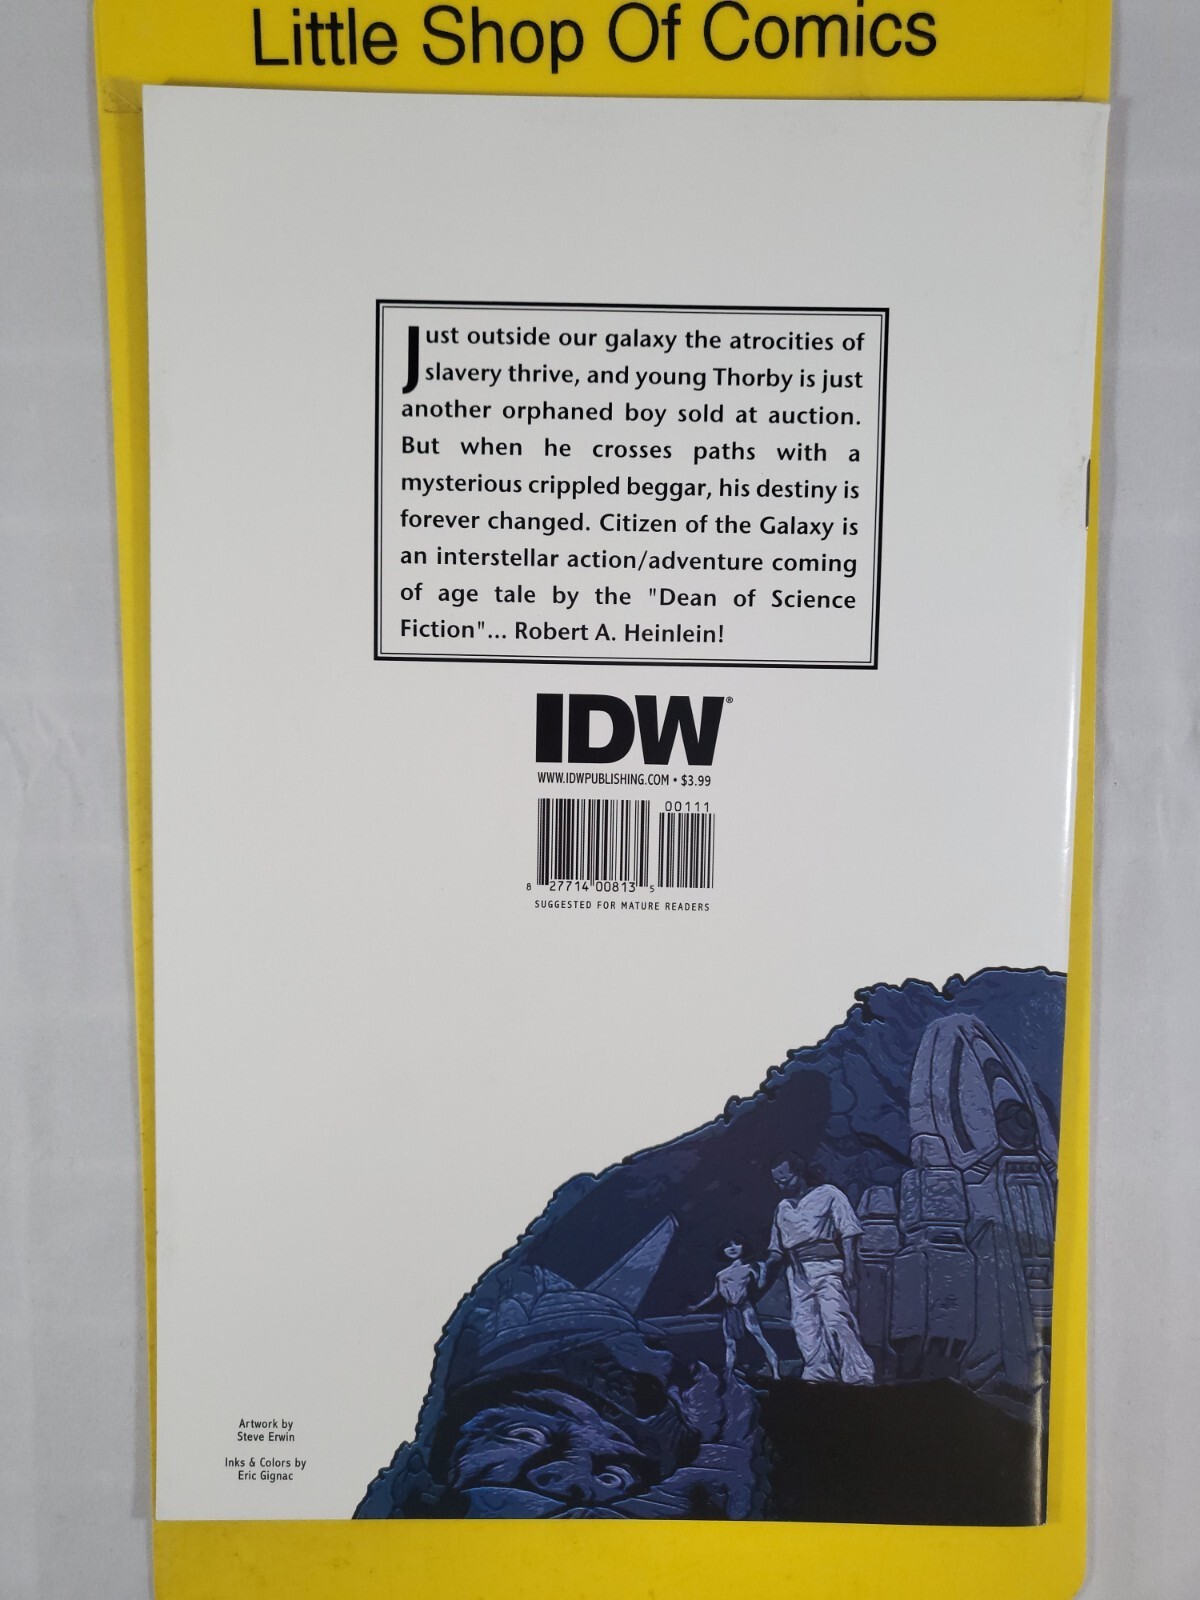 Little Shop Of Comics
Just outside our galaxy the atrocities of
slavery thrive, and young Thorby is just
another orphaned boy sold at auction.
But when he crosses paths with a
mysterious crippled beggar, his destiny is
forever changed. Citizen of the Galaxy is
an interstellar action/adventure coming
of age tale by the "Dean of Science
Fiction"... Robert A. Heinlein!
IDW®
WWW.IDWPUBLISHING.COM • $3.99
00111
8 27714 00813 5
SUGGESTED FOR MATURE READERS
Artwork by
Steve Erwin
Inks & Colors by
Eric Gignac